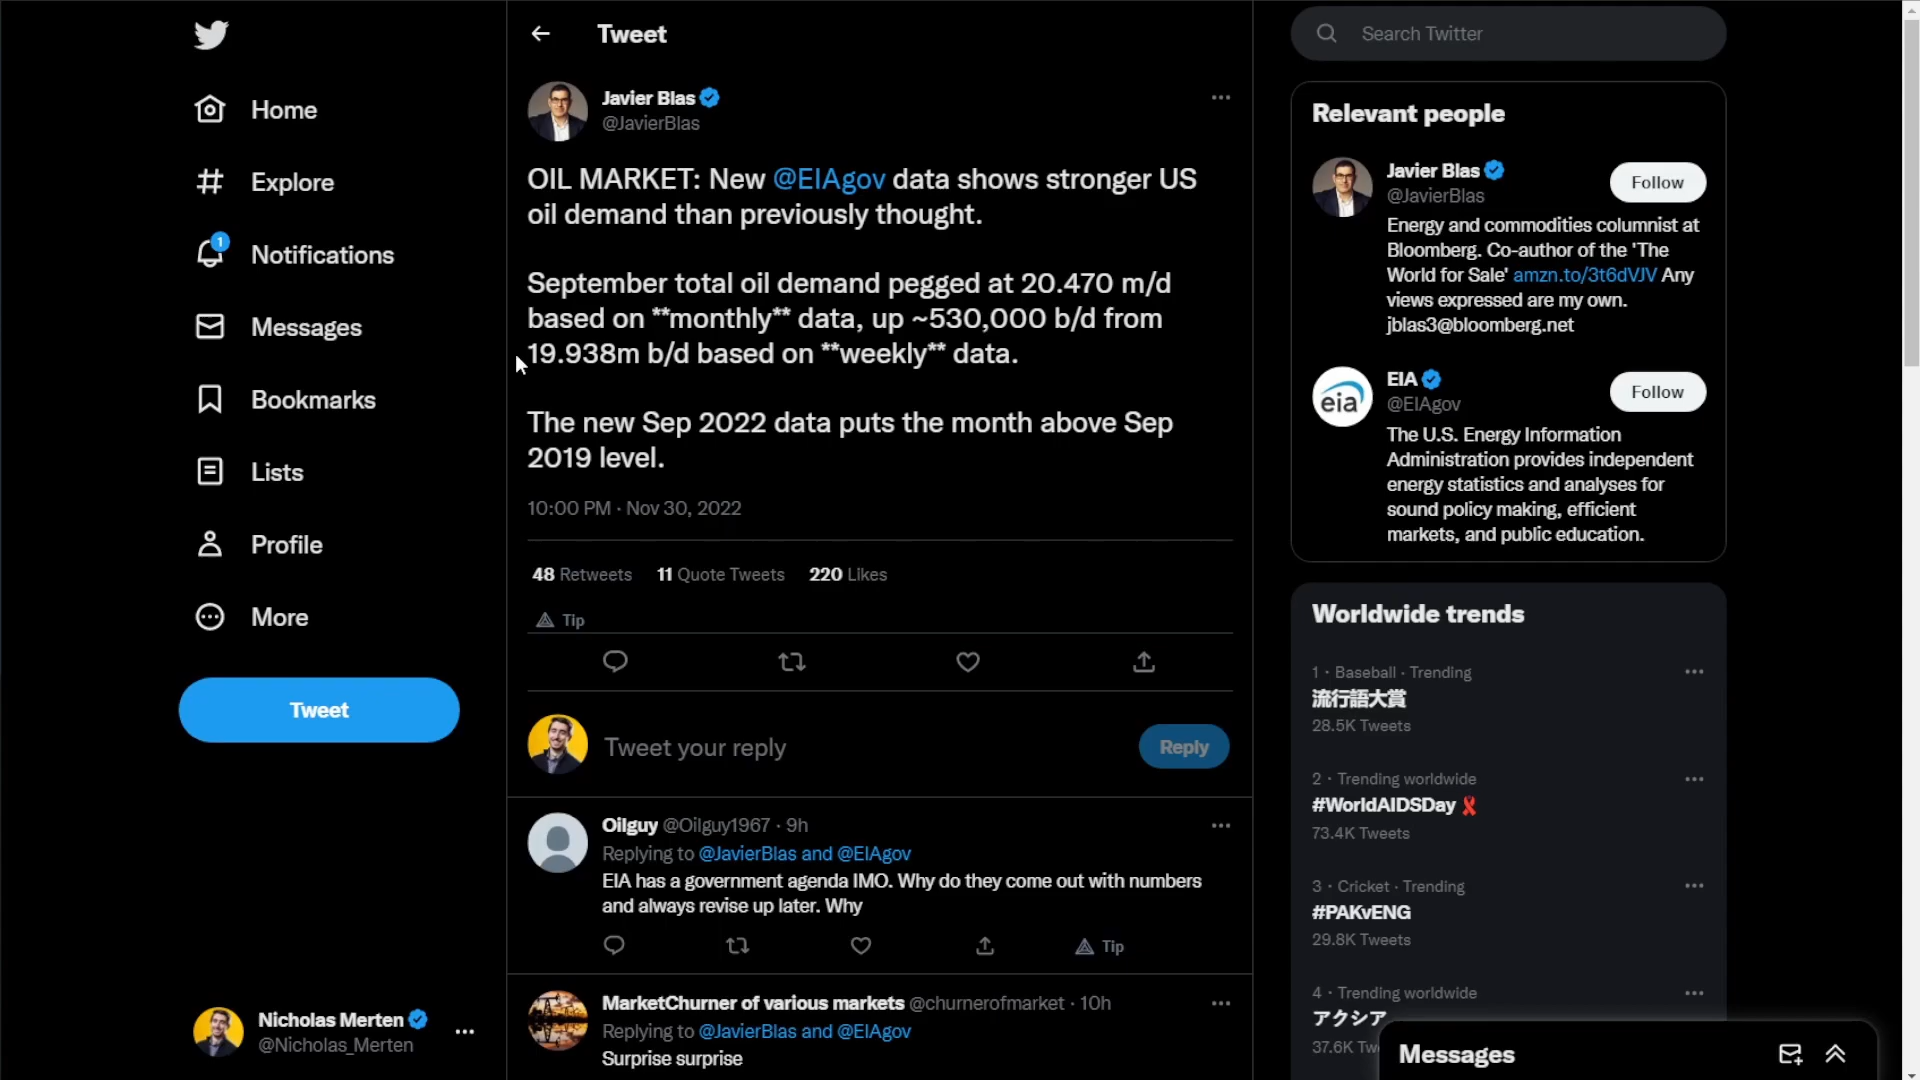 Home
Explore
1
Notifications
Messages
Bookmarks
Lists
Profile
More
Tweet
Nicholas Merten
@Nicholas_Merten
Tweet
Javier Blas
@JavierBlas
OIL MARKET: New @EIAgov data shows stronger US
oil demand than previously thought.
September total oil demand pegged at 20.470 m/d
based on **monthly** data, up ~530,000 b/d from
19.938m b/d based on **weekly** data.
The new Sep 2022 data puts the month above Sep
2019 level.
10:00 PM · Nov 30, 2022
48 Retweets 11 Quote Tweets 220 Likes
Tip
Tweet your reply
Reply
Oilguy @Oilguy1967 · 9h
Replying to @JavierBlas and @EIAgov
EIA has a government agenda IMO. Why do they come out with numbers
and always revise up later. Why
Tip
MarketChurner of various markets @churnerofmarket · 10h
Replying to @JavierBlas and @EIAgov
Surprise surprise
Search Twitter
Relevant people
Javier Blas
@JavierBlas
Follow
Energy and commodities columnist at
Bloomberg. Co-author of the 'The
World for Sale' amzn.to/3t6dVJV Any
views expressed are my own.
jblas3@bloomberg.net
eia
EIA
@EIAgov
Follow
The U.S. Energy Information
Administration provides independent
energy statistics and analyses for
sound policy making, efficient
markets, and public education.
Worldwide trends
1 · Baseball · Trending
流行語大賞
28.5K Tweets
2 · Trending worldwide
#WorldAIDSDay
73.4K Tweets
3 · Cricket · Trending
#PAKvENG
29.8K Tweets
4 · Trending worldwide
アクシア
37.6K Tw
Messages